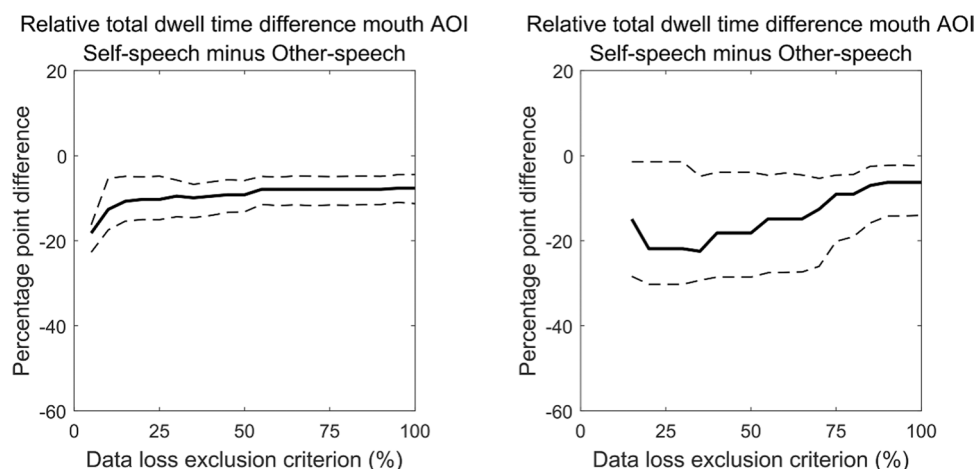 Relative total dwell time difference mouth AOI
Self-speech minus Other-speech
20
0
-20
-40
-60
Percentage point difference
0
25
50
75
100
Data loss exclusion criterion (%)
Relative total dwell time difference mouth AOI
Self-speech minus Other-speech
20
0
-20
-40
-60
Percentage point difference
0
25
50
75
100
Data loss exclusion criterion (%)